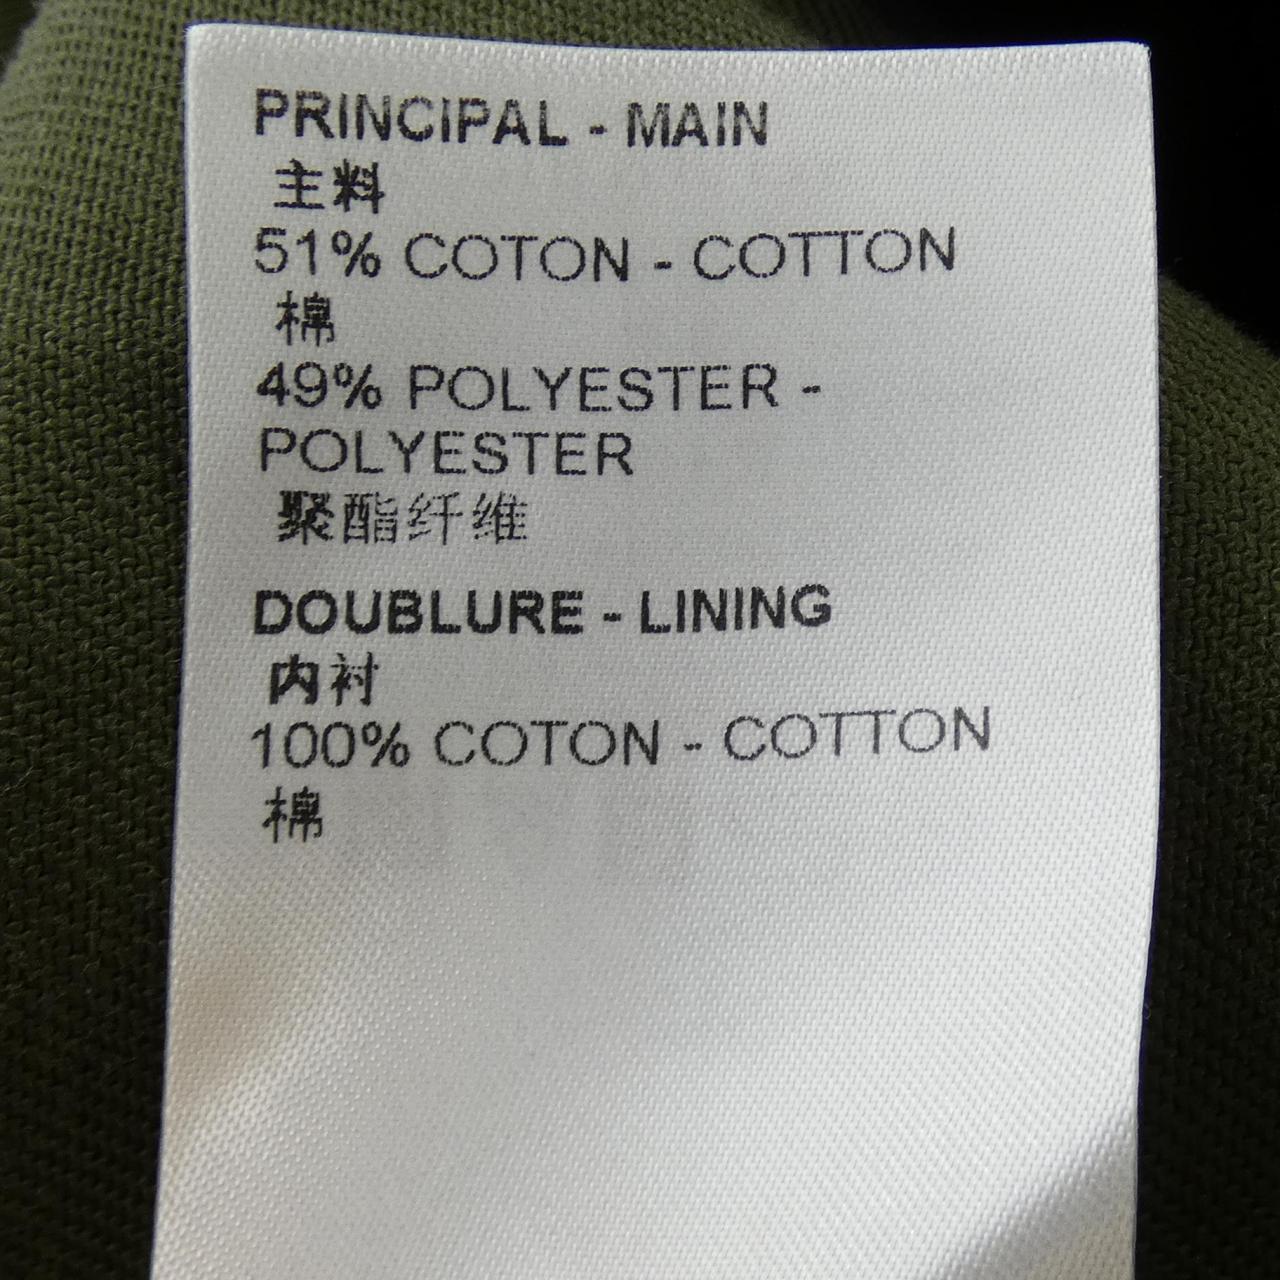 PRINCIPAL - MAIN
主料
51% COTON - COTTON
棉
49% POLYESTER -
POLYESTER
聚酯纤维
DOUBLURE - LINING
内衬
100% COTON - COTTON
棉